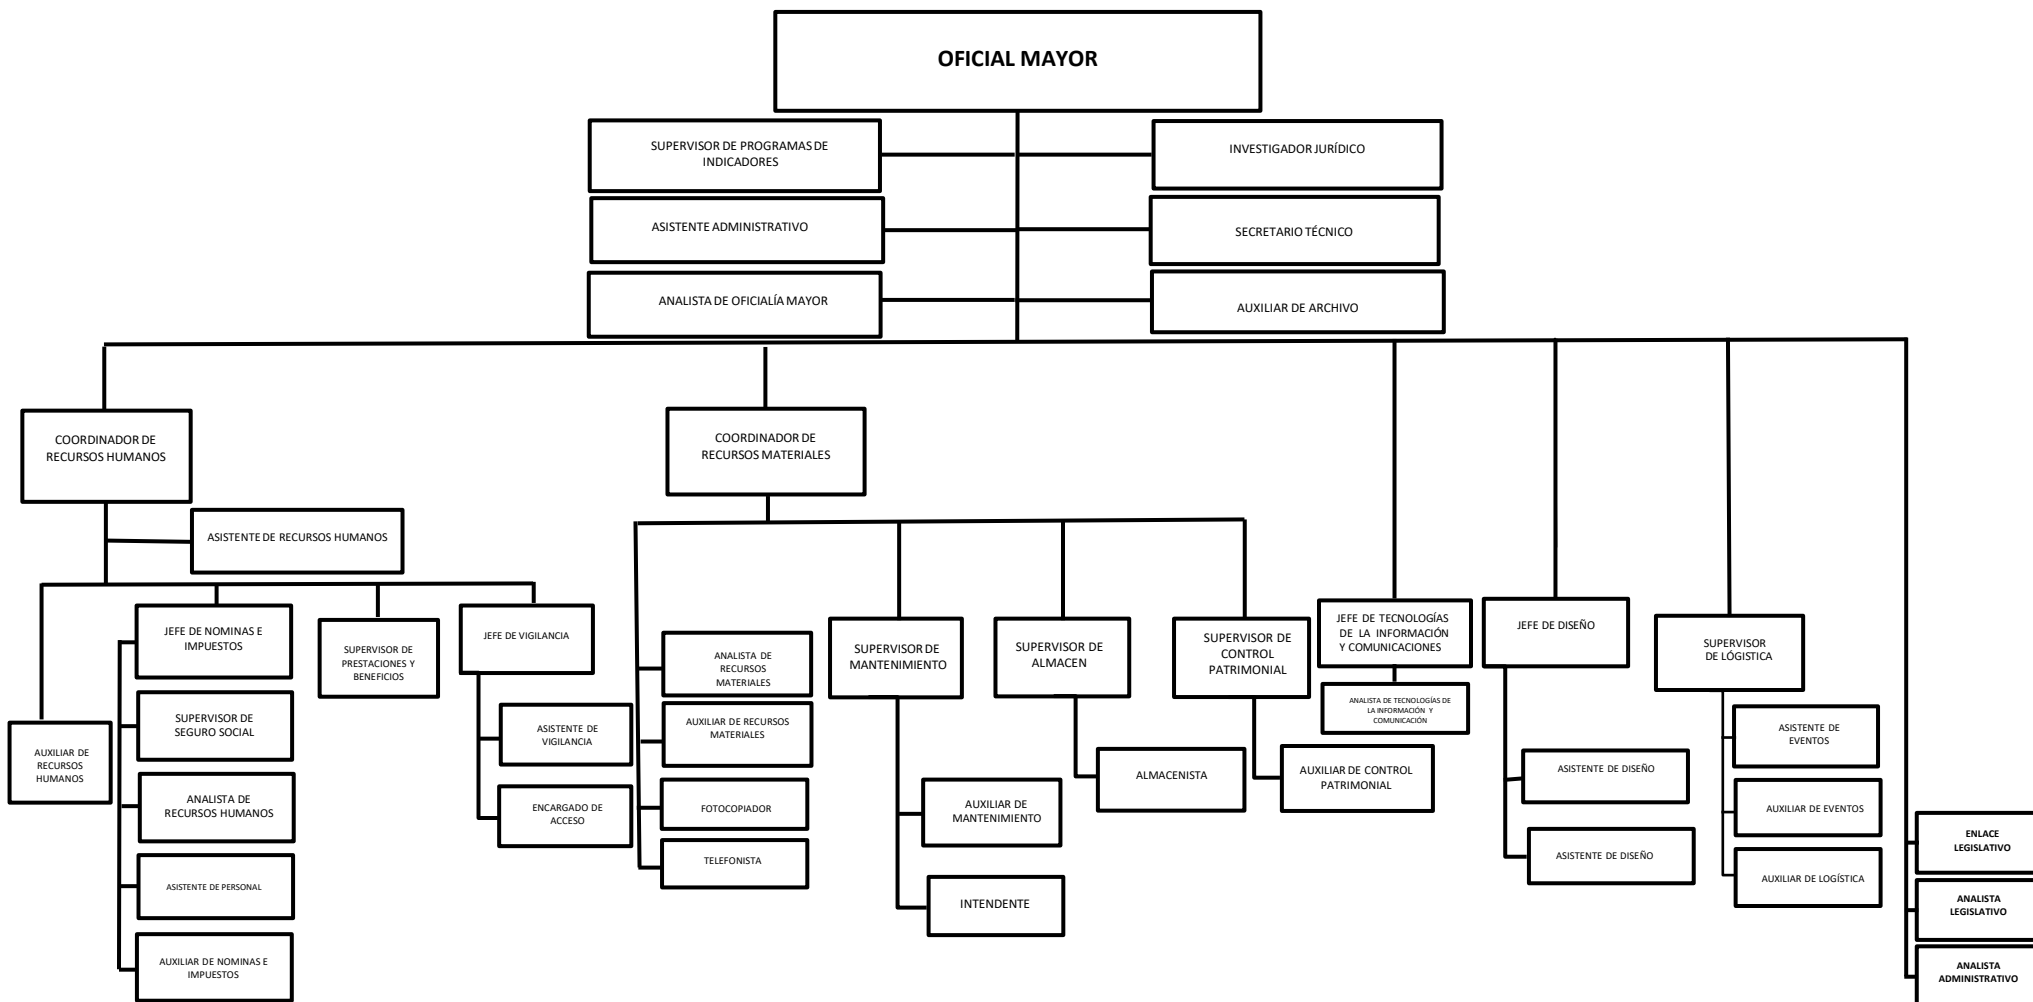 OFICIAL MAYOR
SUPERVISOR DE PROGRAMAS DE
INDICADORES
INVESTIGADOR JURÍDICO
ASISTENTE ADMINISTRATIVO
SECRETARIO TÉCNICO
ANALISTA DE OFICIALÍA MAYOR
AUXILIAR DE ARCHIVO
COORDINADOR DE
RECURSOS HUMANOS
COORDINADOR DE
RECURSOS MATERIALES
ASISTENTE DE RECURSOS HUMANOS
AUXILIAR DE
RECURSOS
HUMANOS
JEFE DE NOMINAS E
IMPUESTOS
SUPERVISOR DE
SEGURO SOCIAL
ANALISTA DE
RECURSOS HUMANOS
ASISTENTE DE PERSONAL
AUXILIAR DE NOMINAS E
IMPUESTOS
SUPERVISOR DE
PRESTACIONES Y
BENEFICIOS
JEFE DE VIGILANCIA
ASISTENTE DE
VIGILANCIA
ENCARGADO DE
ACCESO
ANALISTA DE
RECURSOS
MATERIALES
AUXILIAR DE RECURSOS
MATERIALES
FOTOCOPIADOR
TELEFONISTA
SUPERVISOR DE
MANTENIMIENTO
AUXILIAR DE
MANTENIMIENTO
INTENDENTE
SUPERVISOR DE
ALMACEN
ALMACENISTA
SUPERVISOR DE
CONTROL
PATRIMONIAL
AUXILIAR DE CONTROL
PATRIMONIAL
JEFE DE TECNOLOGÍAS
DE LA INFORMACIÓN
Y COMUNICACIONES
ANALISTA DE TECNOLOGÍAS DE
LA INFORMACIÓN Y
COMUNICACIÓN
JEFE DE DISEÑO
ASISTENTE DE DISEÑO
ASISTENTE DE DISEÑO
SUPERVISOR
DE LÓGISTICA
ASISTENTE DE
EVENTOS
AUXILIAR DE EVENTOS
AUXILIAR DE LOGÍSTICA
ENLACE
LEGISLATIVO
ANALISTA
LEGISLATIVO
ANALISTA
ADMINISTRATIVO